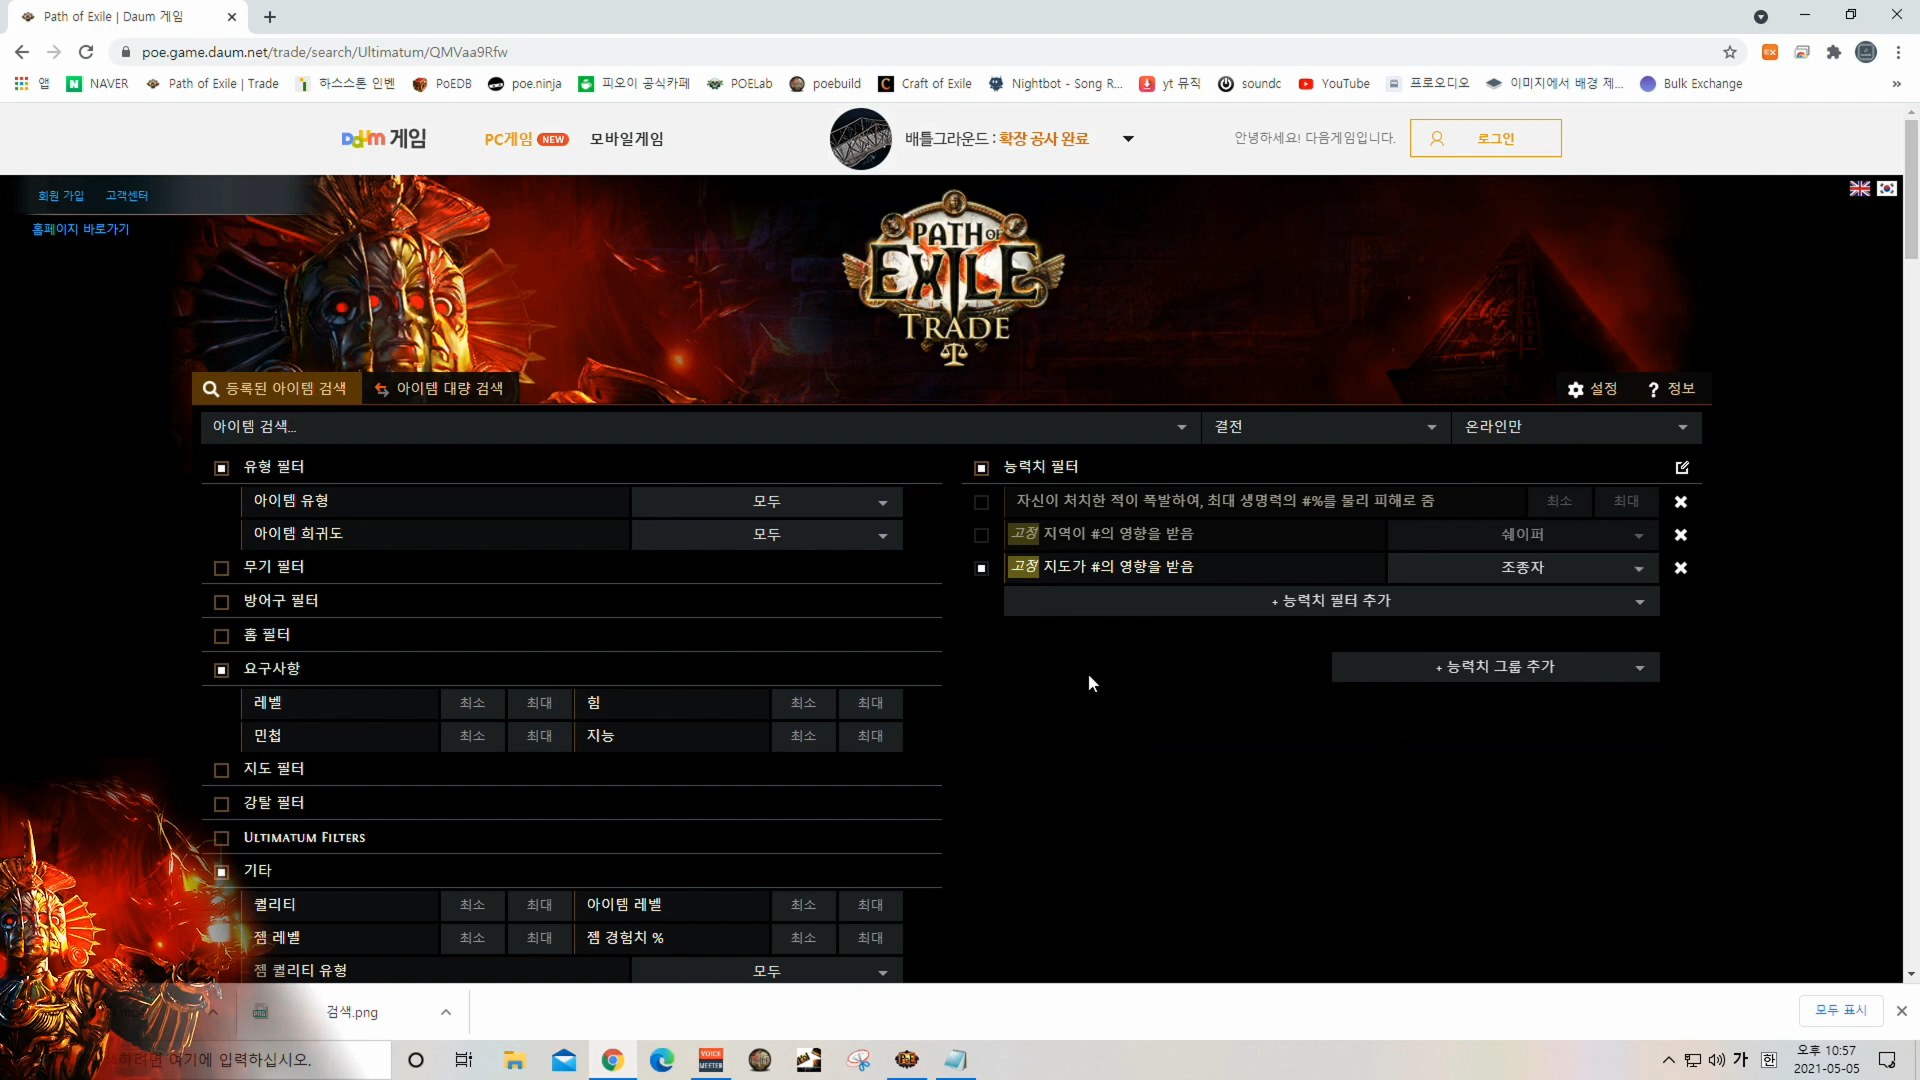 Path of Exile | Daum 게임
poe.game.daum.net/trade/search/Ultimatum/QMVaa9Rfw
앱 NAVER Path of Exile | Trade 하스스톤 인벤 PoEDB poe.ninja 피오이 공식카페 POELab poebuild Craft of Exile Nightbot - Song R... yt 뮤직 soundc YouTube 프로오디오 이미지에서 배경 제... Bulk Exchange »
Daum 게임 PC게임 NEW 모바일게임 배틀그라운드 : 확장 공사 완료 안녕하세요! 다음게임입니다. 로그인
회원 가입 고객센터
홈페이지 바로가기
PATH OF
EXILE
TRADE
등록된 아이템 검색 아이템 대량 검색 설정 ? 정보
아이템 검색... 결전 온라인만
유형 필터 능력치 필터
아이템 유형 모두 자신이 처치한 적이 폭발하여, 최대 생명력의 #%를 물리 피해로 줌 최소 최대
아이템 희귀도 모두 고정 지역이 #의 영향을 받음 쉐이퍼
무기 필터 고정 지도가 #의 영향을 받음 조종자
방어구 필터 + 능력치 필터 추가
홈 필터
요구사항 + 능력치 그룹 추가
레벨 최소 최대 힘 최소 최대
민첩 최소 최대 지능 최소 최대
지도 필터
강탈 필터
ULTIMATUM FILTERS
기타
퀄리티 최소 최대 아이템 레벨 최소 최대
젬 레벨 최소 최대 젬 경험치 % 최소 최대
젬 퀄리티 유형 모두
검색.png 모두 표시
하려면 여기에 입력하십시오. VOICE MEETER 가 한 오후 10:57
2021-05-05